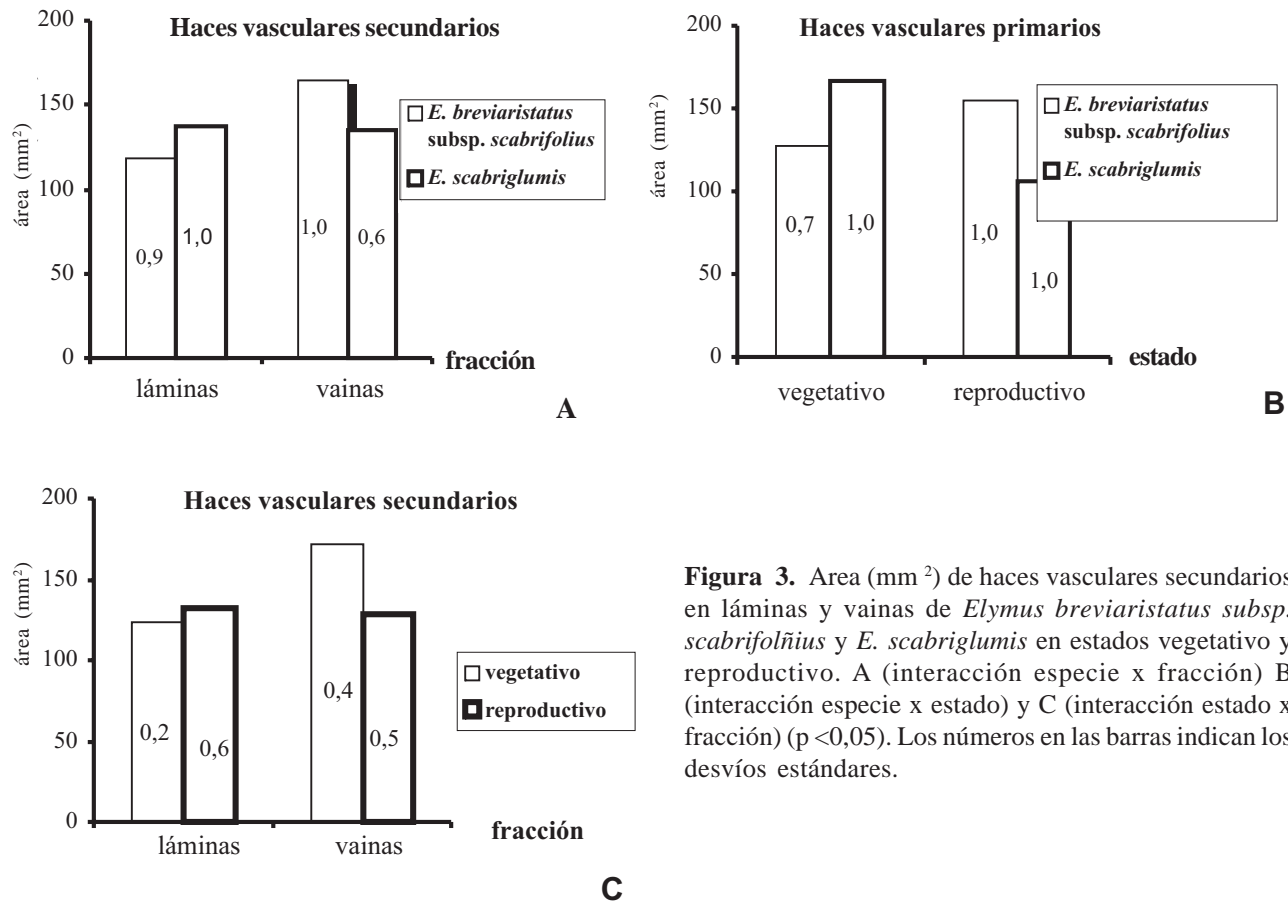 Haces vasculares secundarios
200
150
100
50
0
área (mm²)
0,9
1,0
1,0
0,6
E. breviaristatus
subsp. scabrifolius
E. scabriglumis
láminas
vainas
fracción
A
Haces vasculares primarios
200
150
100
50
0
área (mm²)
0,7
1,0
1,0
1,0
E. breviaristatus
subsp. scabrifolius
E. scabriglumis
vegetativo
reproductivo
estado
B
Haces vasculares secundarios
200
150
100
50
0
área (mm²)
0,2
0,6
0,4
0,5
vegetativo
reproductivo
láminas
vainas
fracción
C
Figura 3. Area (mm ²) de haces vasculares secundarios
en láminas y vainas de Elymus breviaristatus subsp.
scabrifolñius y E. scabriglumis en estados vegetativo y
reproductivo. A (interacción especie x fracción) B
(interacción especie x estado) y C (interacción estado x
fracción) (p <0,05). Los números en las barras indican los
desvíos estándares.